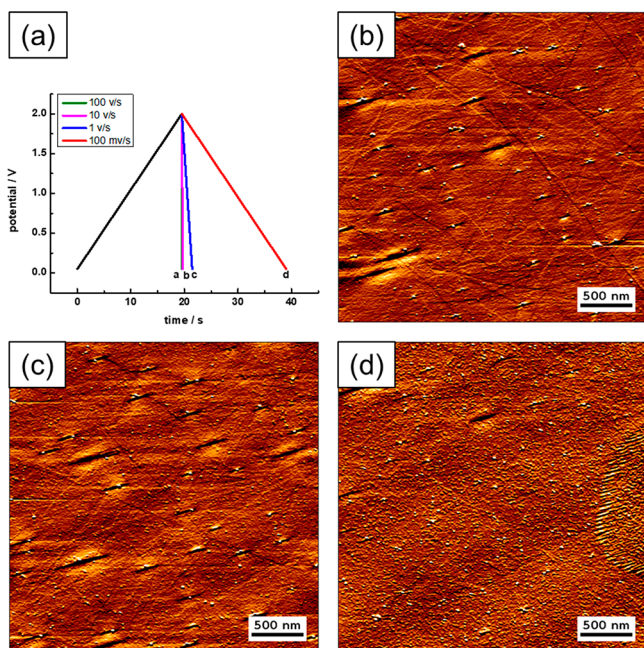 (a)
100 v/s
10 v/s
1 v/s
100 mv/s
2.0
1.5
1.0
0.5
0.0
potential / V
a b c d
0 10 20 30 40
time / s
(b)
500 nm
(c)
500 nm
(d)
500 nm